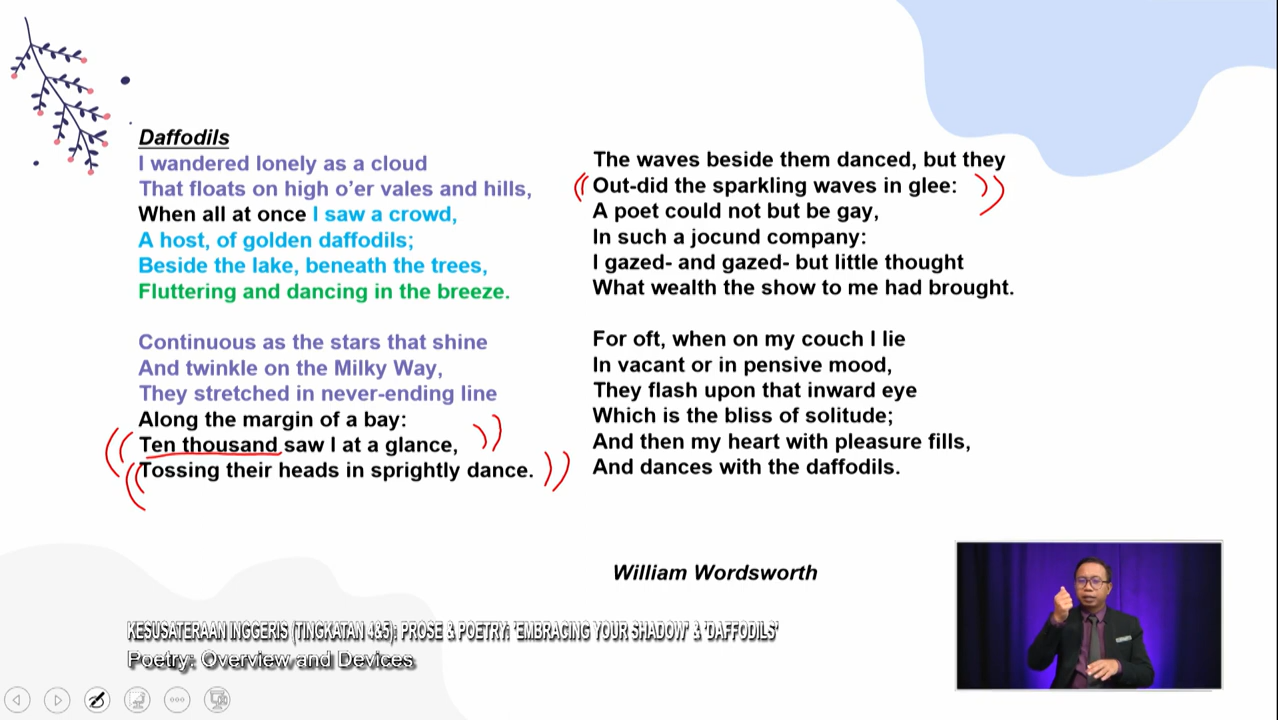 Daffodils
I wandered lonely as a cloud
That floats on high o’er vales and hills,
When all at once I saw a crowd,
A host, of golden daffodils;
Beside the lake, beneath the trees,
Fluttering and dancing in the breeze.
Continuous as the stars that shine
And twinkle on the Milky Way,
They stretched in never-ending line
Along the margin of a bay:
Ten thousand saw I at a glance,
Tossing their heads in sprightly dance.
The waves beside them danced, but they
Out-did the sparkling waves in glee:
A poet could not but be gay,
In such a jocund company:
I gazed- and gazed- but little thought
What wealth the show to me had brought.
For oft, when on my couch I lie
In vacant or in pensive mood,
They flash upon that inward eye
Which is the bliss of solitude;
And then my heart with pleasure fills,
And dances with the daffodils.
William Wordsworth
KESUSATERAAN INGGERIS (TINGKATAN 4&5): PROSE & POETRY: 'EMBRACING YOUR SHADOW' & 'DAFFODILS'
Poetry: Overview and Devices